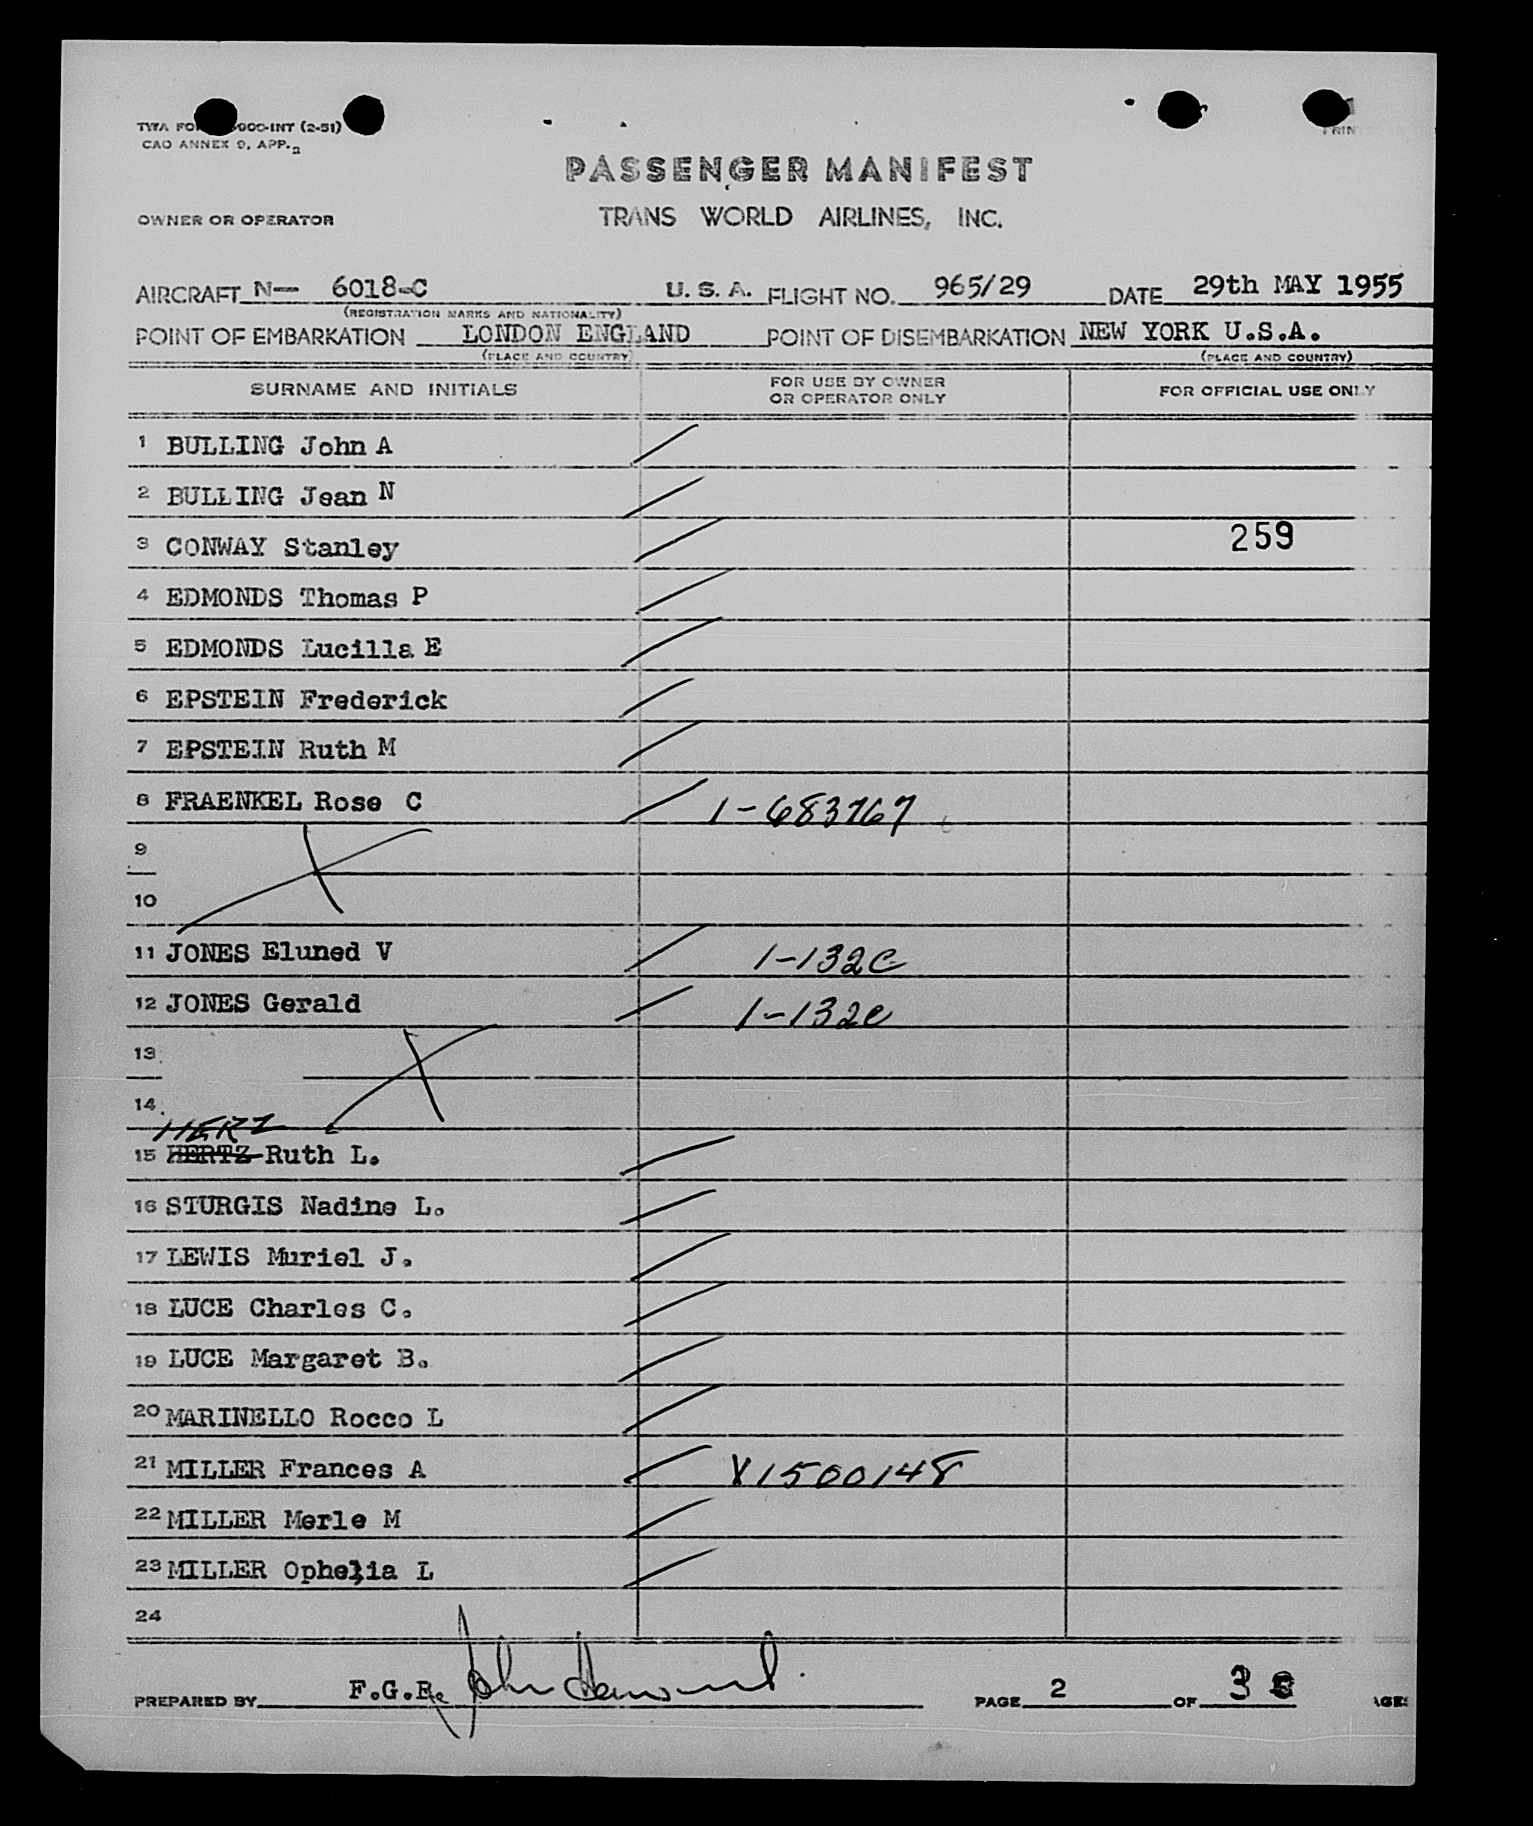 TWA FO 000-INT (2-51)
CAO ANNEX 9, APP. 2
PASSENGER MANIFEST
OWNER OR OPERATOR TRANS WORLD AIRLINES, INC.
AIRCRAFT N- 6018-C U.S.A. FLIGHT NO. 965/29 DATE 29th MAY 1955
(REGISTRATION MARKS AND NATIONALITY)
POINT OF EMBARKATION LONDON ENGLAND POINT OF DISEMBARKATION NEW YORK U.S.A.
(PLACE AND COUNTRY) (PLACE AND COUNTRY)
SURNAME AND INITIALS FOR USE BY OWNER OR OPERATOR ONLY FOR OFFICIAL USE ONLY
1 BULLING John A
2 BULLING Jean N
3 CONWAY Stanley 259
4 EDMONDS Thomas P
5 EDMONDS Lucilla E
6 EPSTEIN Frederick
7 EPSTEIN Ruth M
8 FRAENKEL Rose C 1-683767
9
10
11 JONES Eluned V 1-132C
12 JONES Gerald 1-132C
13
14
HERZ
15 HERTZ Ruth L.
16 STURGIS Nadine L.
17 LEWIS Muriel J.
18 LUCE Charles C.
19 LUCE Margaret B.
20 MARINELLO Rocco L
21 MILLER Frances A V1500148
22 MILLER Merle M
23 MILLER Ophelia L
24
PREPARED BY F.G.R. John PAGE 2 OF 3